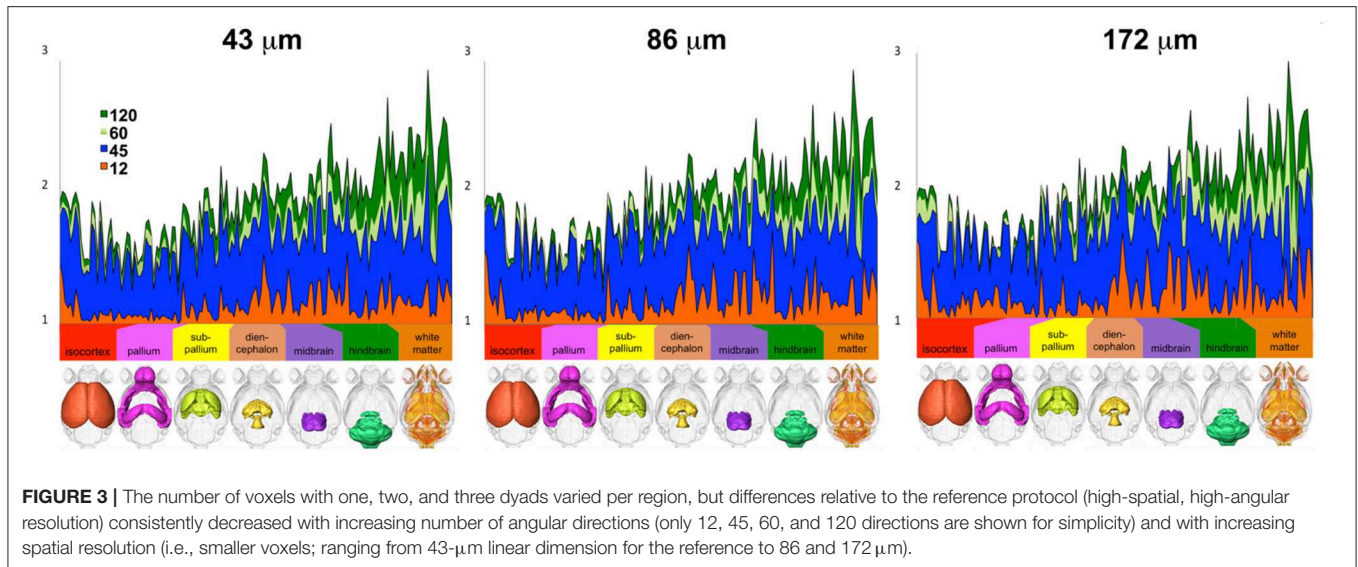 43 μm
86 μm
172 μm
3
2
1
120
60
45
12
isocortex
pallium
sub-
pallium
dien-
cephalon
midbrain
hindbrain
white
matter
3
2
1
isocortex
pallium
sub-
pallium
dien-
cephalon
midbrain
hindbrain
white
matter
3
2
1
isocortex
pallium
sub-
pallium
dien-
cephalon
midbrain
hindbrain
white
matter
FIGURE 3 | The number of voxels with one, two, and three dyads varied per region, but differences relative to the reference protocol (high-spatial, high-angular
resolution) consistently decreased with increasing number of angular directions (only 12, 45, 60, and 120 directions are shown for simplicity) and with increasing
spatial resolution (i.e., smaller voxels; ranging from 43-μm linear dimension for the reference to 86 and 172 μm).